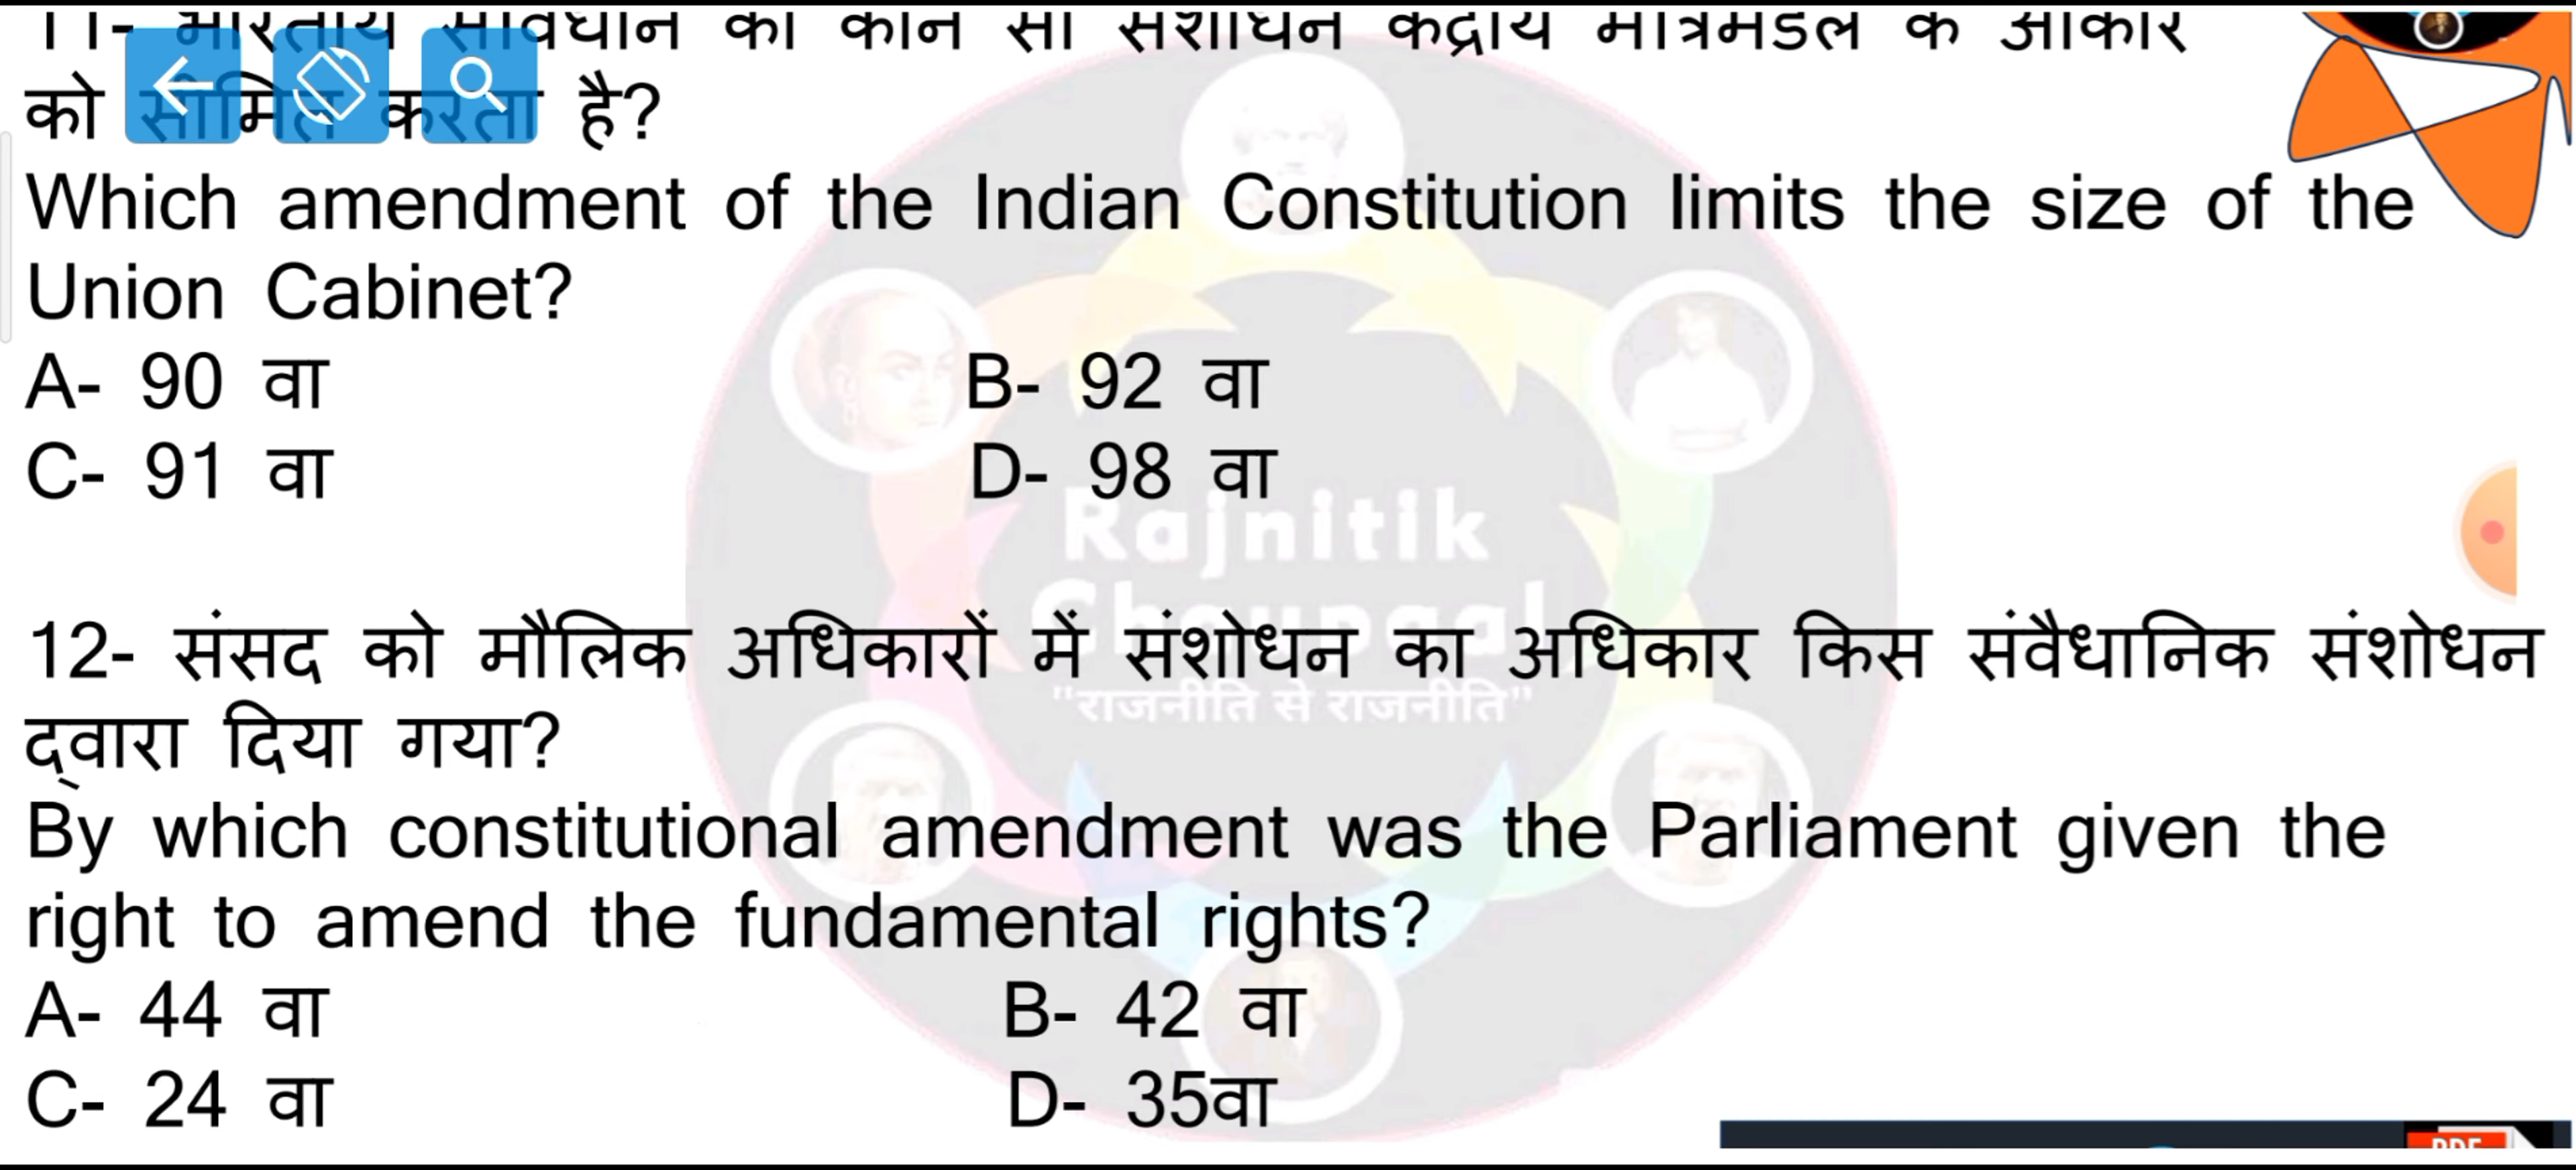 11- भारतीय संविधान का कौन सा संशोधन केंद्रीय मंत्रिमंडल के आकार
को सीमित करता है?
Which amendment of the Indian Constitution limits the size of the
Union Cabinet?
A- 90 वा B- 92 वा
C- 91 वा D- 98 वा
Rajnitik
Choupaal
12- संसद को मौलिक अधिकारों में संशोधन का अधिकार किस संवैधानिक संशोधन
"राजनीति से राजनीति"
द्वारा दिया गया?
By which constitutional amendment was the Parliament given the
right to amend the fundamental rights?
A- 44 वा B- 42 वा
C- 24 वा D- 35वा
PDF